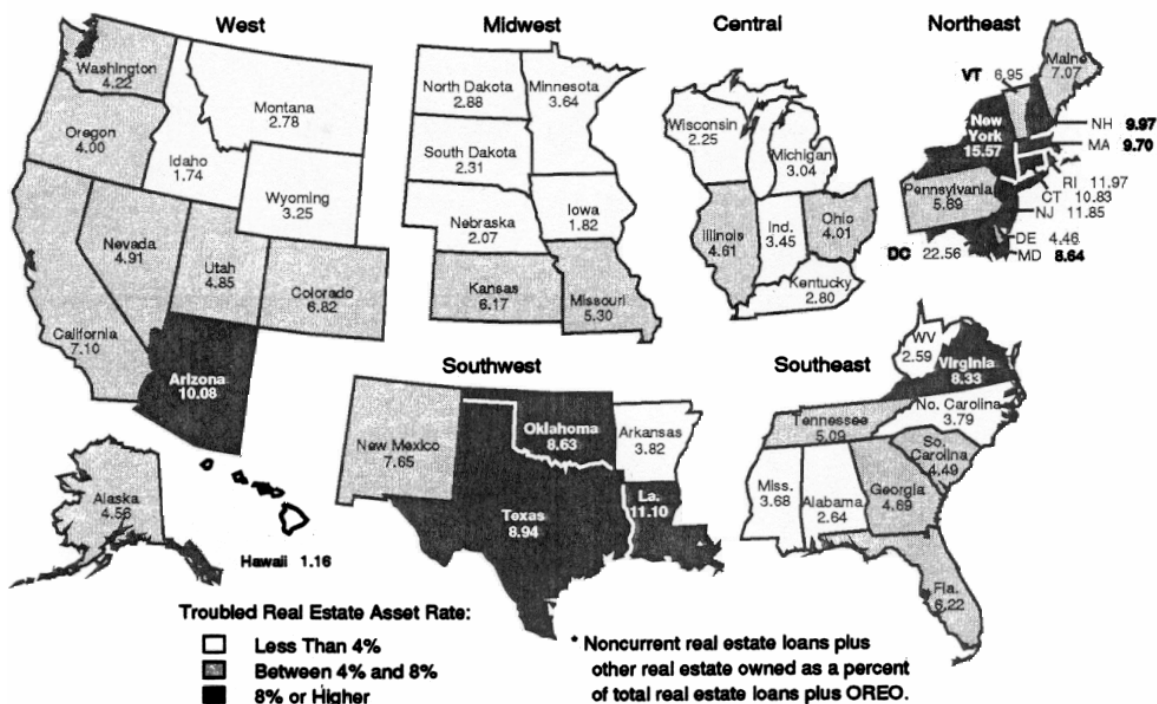 West
Washington
4.22
Oregon
4.00
Montana
2.78
Idaho
1.74
Wyoming
3.25
Nevada
4.91
Utah
4.85
Colorado
6.82
California
7.10
Arizona
10.08
Alaska
4.56
Hawaii 1.16
Midwest
North Dakota
2.88
Minnesota
3.64
South Dakota
2.31
Nebraska
2.07
Iowa
1.82
Kansas
6.17
Missouri
5.30
Central
Wisconsin
2.25
Michigan
3.04
Illinois
4.61
Ind.
3.45
Ohio
4.01
Kentucky
2.80
Northeast
Maine
7.07
VT 6.95
New
York
15.57
NH 9.97
MA 9.70
RI 11.97
CT 10.83
NJ 11.85
Pennsylvania
5.69
DE 4.46
DC 22.56
MD 8.64
Southwest
New Mexico
7.65
Oklahoma
8.63
Arkansas
3.82
Texas
8.94
La.
11.10
Southeast
WV
2.59
Virginia
8.33
No. Carolina
3.79
Tennessee
5.09
So.
Carolina
4.49
Miss.
3.68
Alabama
2.64
Georgia
4.69
Fla.
6.22
Troubled Real Estate Asset Rate:
Less Than 4%
Between 4% and 8%
8% or Higher
* Noncurrent real estate loans plus
other real estate owned as a percent
of total real estate loans plus OREO.